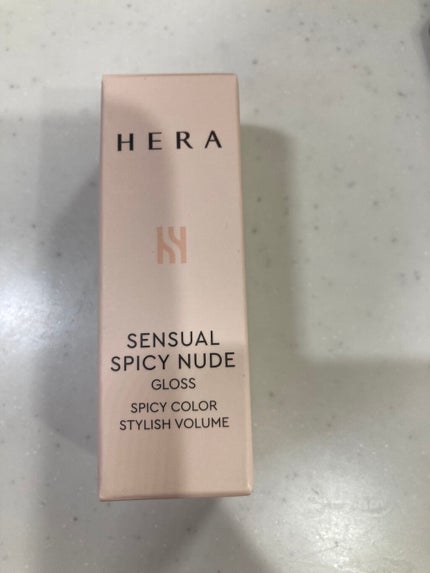 HERA
SENSUAL
SPICY NUDE
GLOSS
SPICY COLOR
STYLISH VOLUME